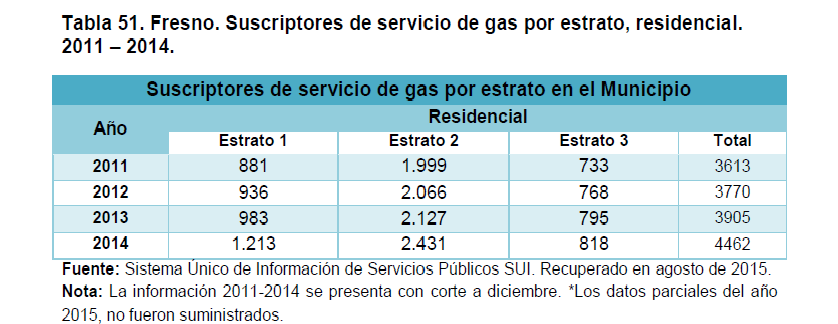 Tabla 51. Fresno. Suscriptores de servicio de gas por estrato, residencial.
2011 – 2014.
Suscriptores de servicio de gas por estrato en el Municipio
Año Residencial
Estrato 1 Estrato 2 Estrato 3 Total
2011 881 1.999 733 3613
2012 936 2.066 768 3770
2013 983 2.127 795 3905
2014 1.213 2.431 818 4462
Fuente: Sistema Único de Información de Servicios Públicos SUI. Recuperado en agosto de 2015.
Nota: La información 2011-2014 se presenta con corte a diciembre. *Los datos parciales del año
2015, no fueron suministrados.